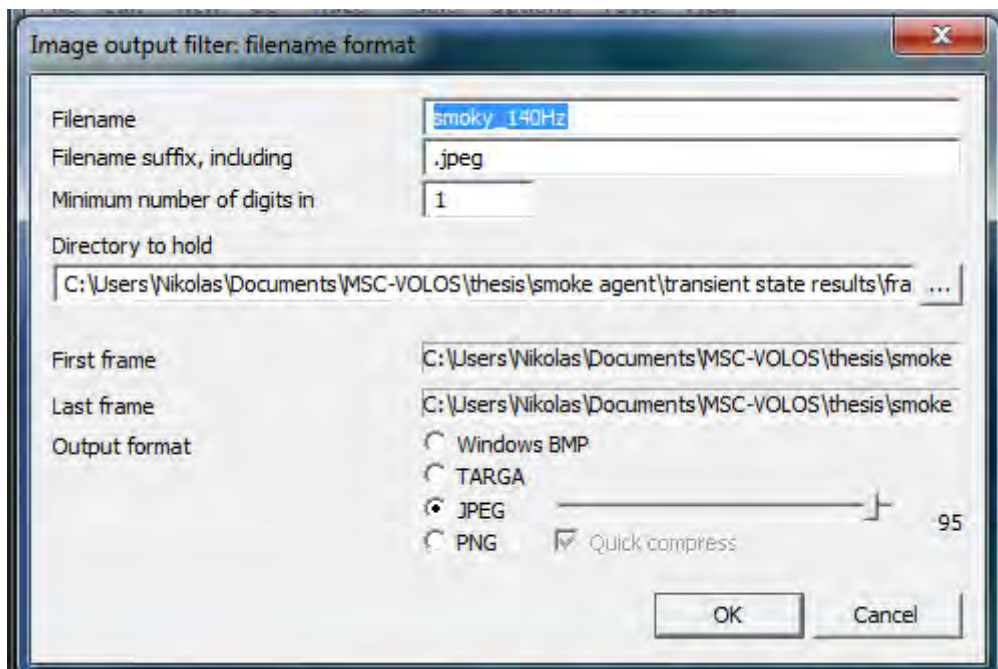 Image output filter: filename format
Filename
smoky_140Hz
Filename suffix, including
.jpeg
Minimum number of digits in
1
Directory to hold
C:\Users\Nikolas\Documents\MSC-VOLOS\thesis\smoke agent\transient state results\fra ...
First frame
C:\Users\Nikolas\Documents\MSC-VOLOS\thesis\smoke
Last frame
C:\Users\Nikolas\Documents\MSC-VOLOS\thesis\smoke
Output format
Windows BMP
TARGA
JPEG
95
PNG
Quick compress
OK
Cancel